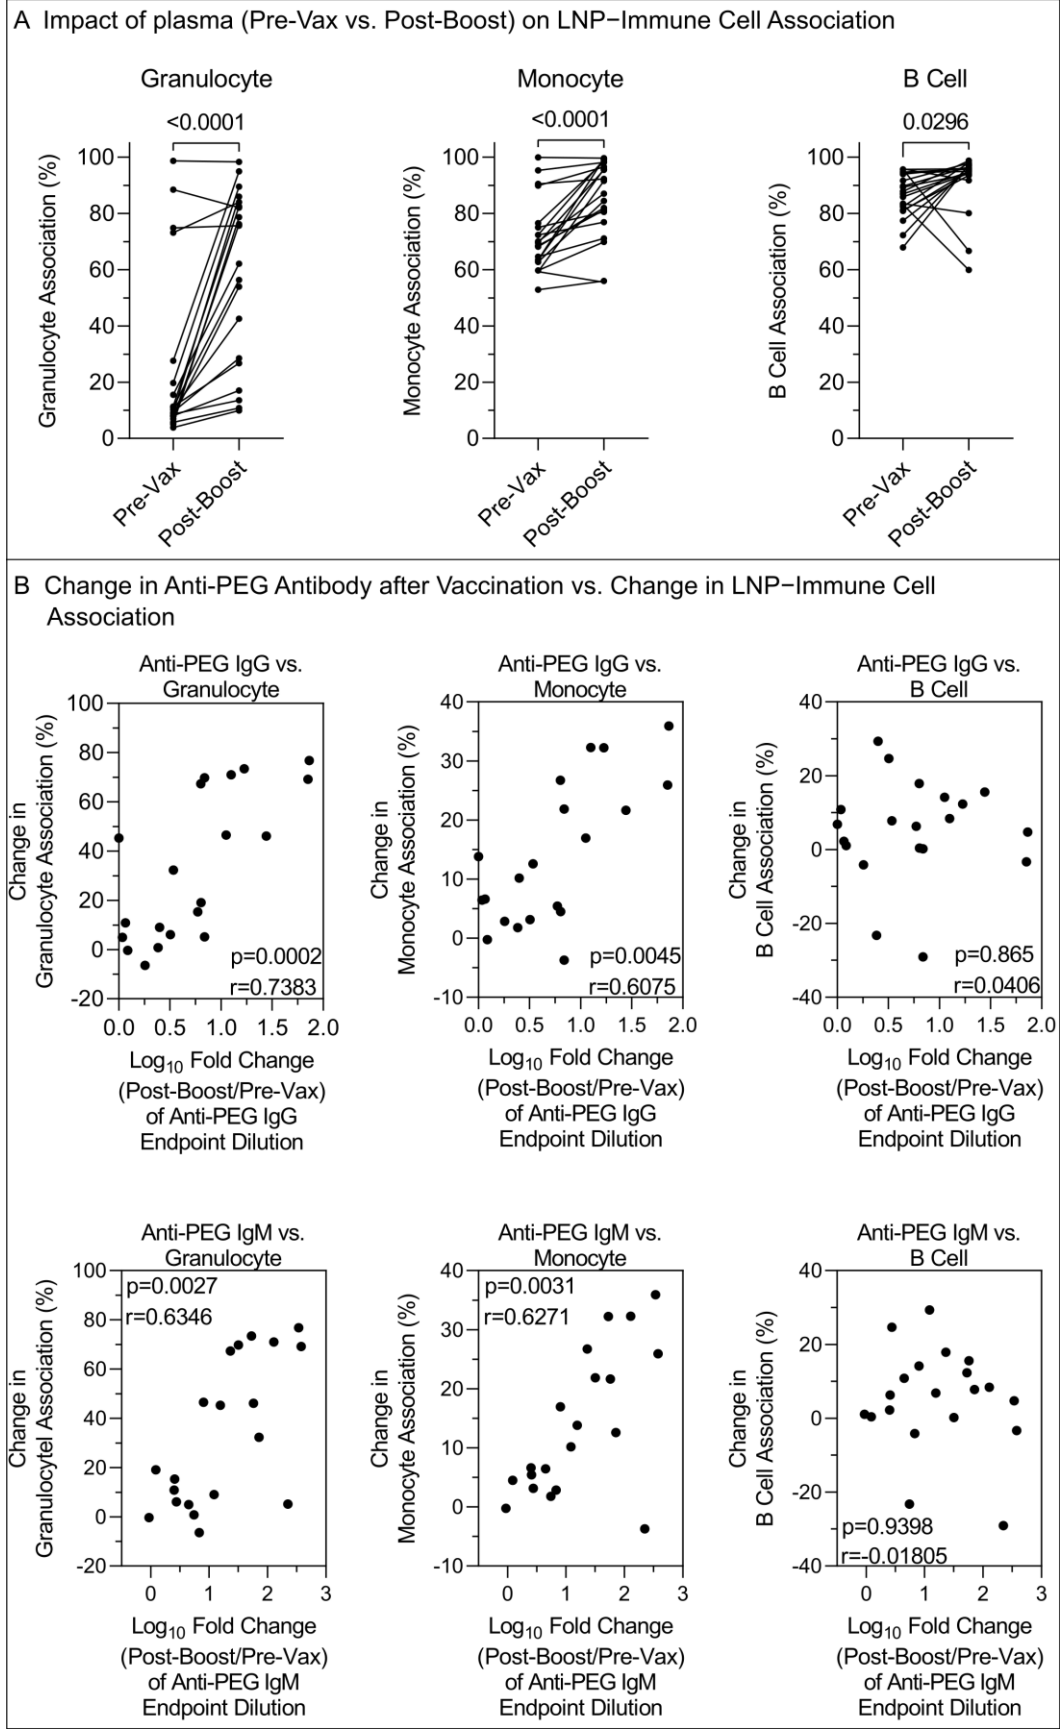 A Impact of plasma (Pre-Vax vs. Post-Boost) on LNP−Immune Cell Association
Granulocyte
<0.0001
Granulocyte Association (%)
100
80
60
40
20
0
Pre-Vax
Post-Boost
Monocyte
<0.0001
Monocyte Association (%)
100
80
60
40
20
0
Pre-Vax
Post-Boost
B Cell
0.0296
B Cell Association (%)
100
80
60
40
20
0
Pre-Vax
Post-Boost
B Change in Anti-PEG Antibody after Vaccination vs. Change in LNP−Immune Cell
Association
Anti-PEG IgG vs.
Granulocyte
Change in
Granulocyte Association (%)
100
80
60
40
20
0
-20
p=0.0002
r=0.7383
0.0 0.5 1.0 1.5 2.0
Log10 Fold Change
(Post-Boost/Pre-Vax)
of Anti-PEG IgG
Endpoint Dilution
Anti-PEG IgG vs.
Monocyte
Change in
Monocyte Association (%)
40
30
20
10
0
-10
p=0.0045
r=0.6075
0.0 0.5 1.0 1.5 2.0
Log10 Fold Change
(Post-Boost/Pre-Vax)
of Anti-PEG IgG
Endpoint Dilution
Anti-PEG IgG vs.
B Cell
Change in
B Cell Association (%)
40
20
0
-20
-40
p=0.865
r=0.0406
0.0 0.5 1.0 1.5 2.0
Log10 Fold Change
(Post-Boost/Pre-Vax)
of Anti-PEG IgG
Endpoint Dilution
Anti-PEG IgM vs.
Granulocyte
Change in
Granulocytel Association (%)
100
80
60
40
20
0
-20
p=0.0027
r=0.6346
0 1 2 3
Log10 Fold Change
(Post-Boost/Pre-Vax)
of Anti-PEG IgM
Endpoint Dilution
Anti-PEG IgM vs.
Monocyte
Change in
Monocyte Association (%)
40
30
20
10
0
-10
p=0.0031
r=0.6271
0 1 2 3
Log10 Fold Change
(Post-Boost/Pre-Vax)
of Anti-PEG IgM
Endpoint Dilution
Anti-PEG IgM vs.
B Cell
Change in
B Cell Association (%)
40
20
0
-20
-40
p=0.9398
r=-0.01805
0 1 2 3
Log10 Fold Change
(Post-Boost/Pre-Vax)
of Anti-PEG IgM
Endpoint Dilution